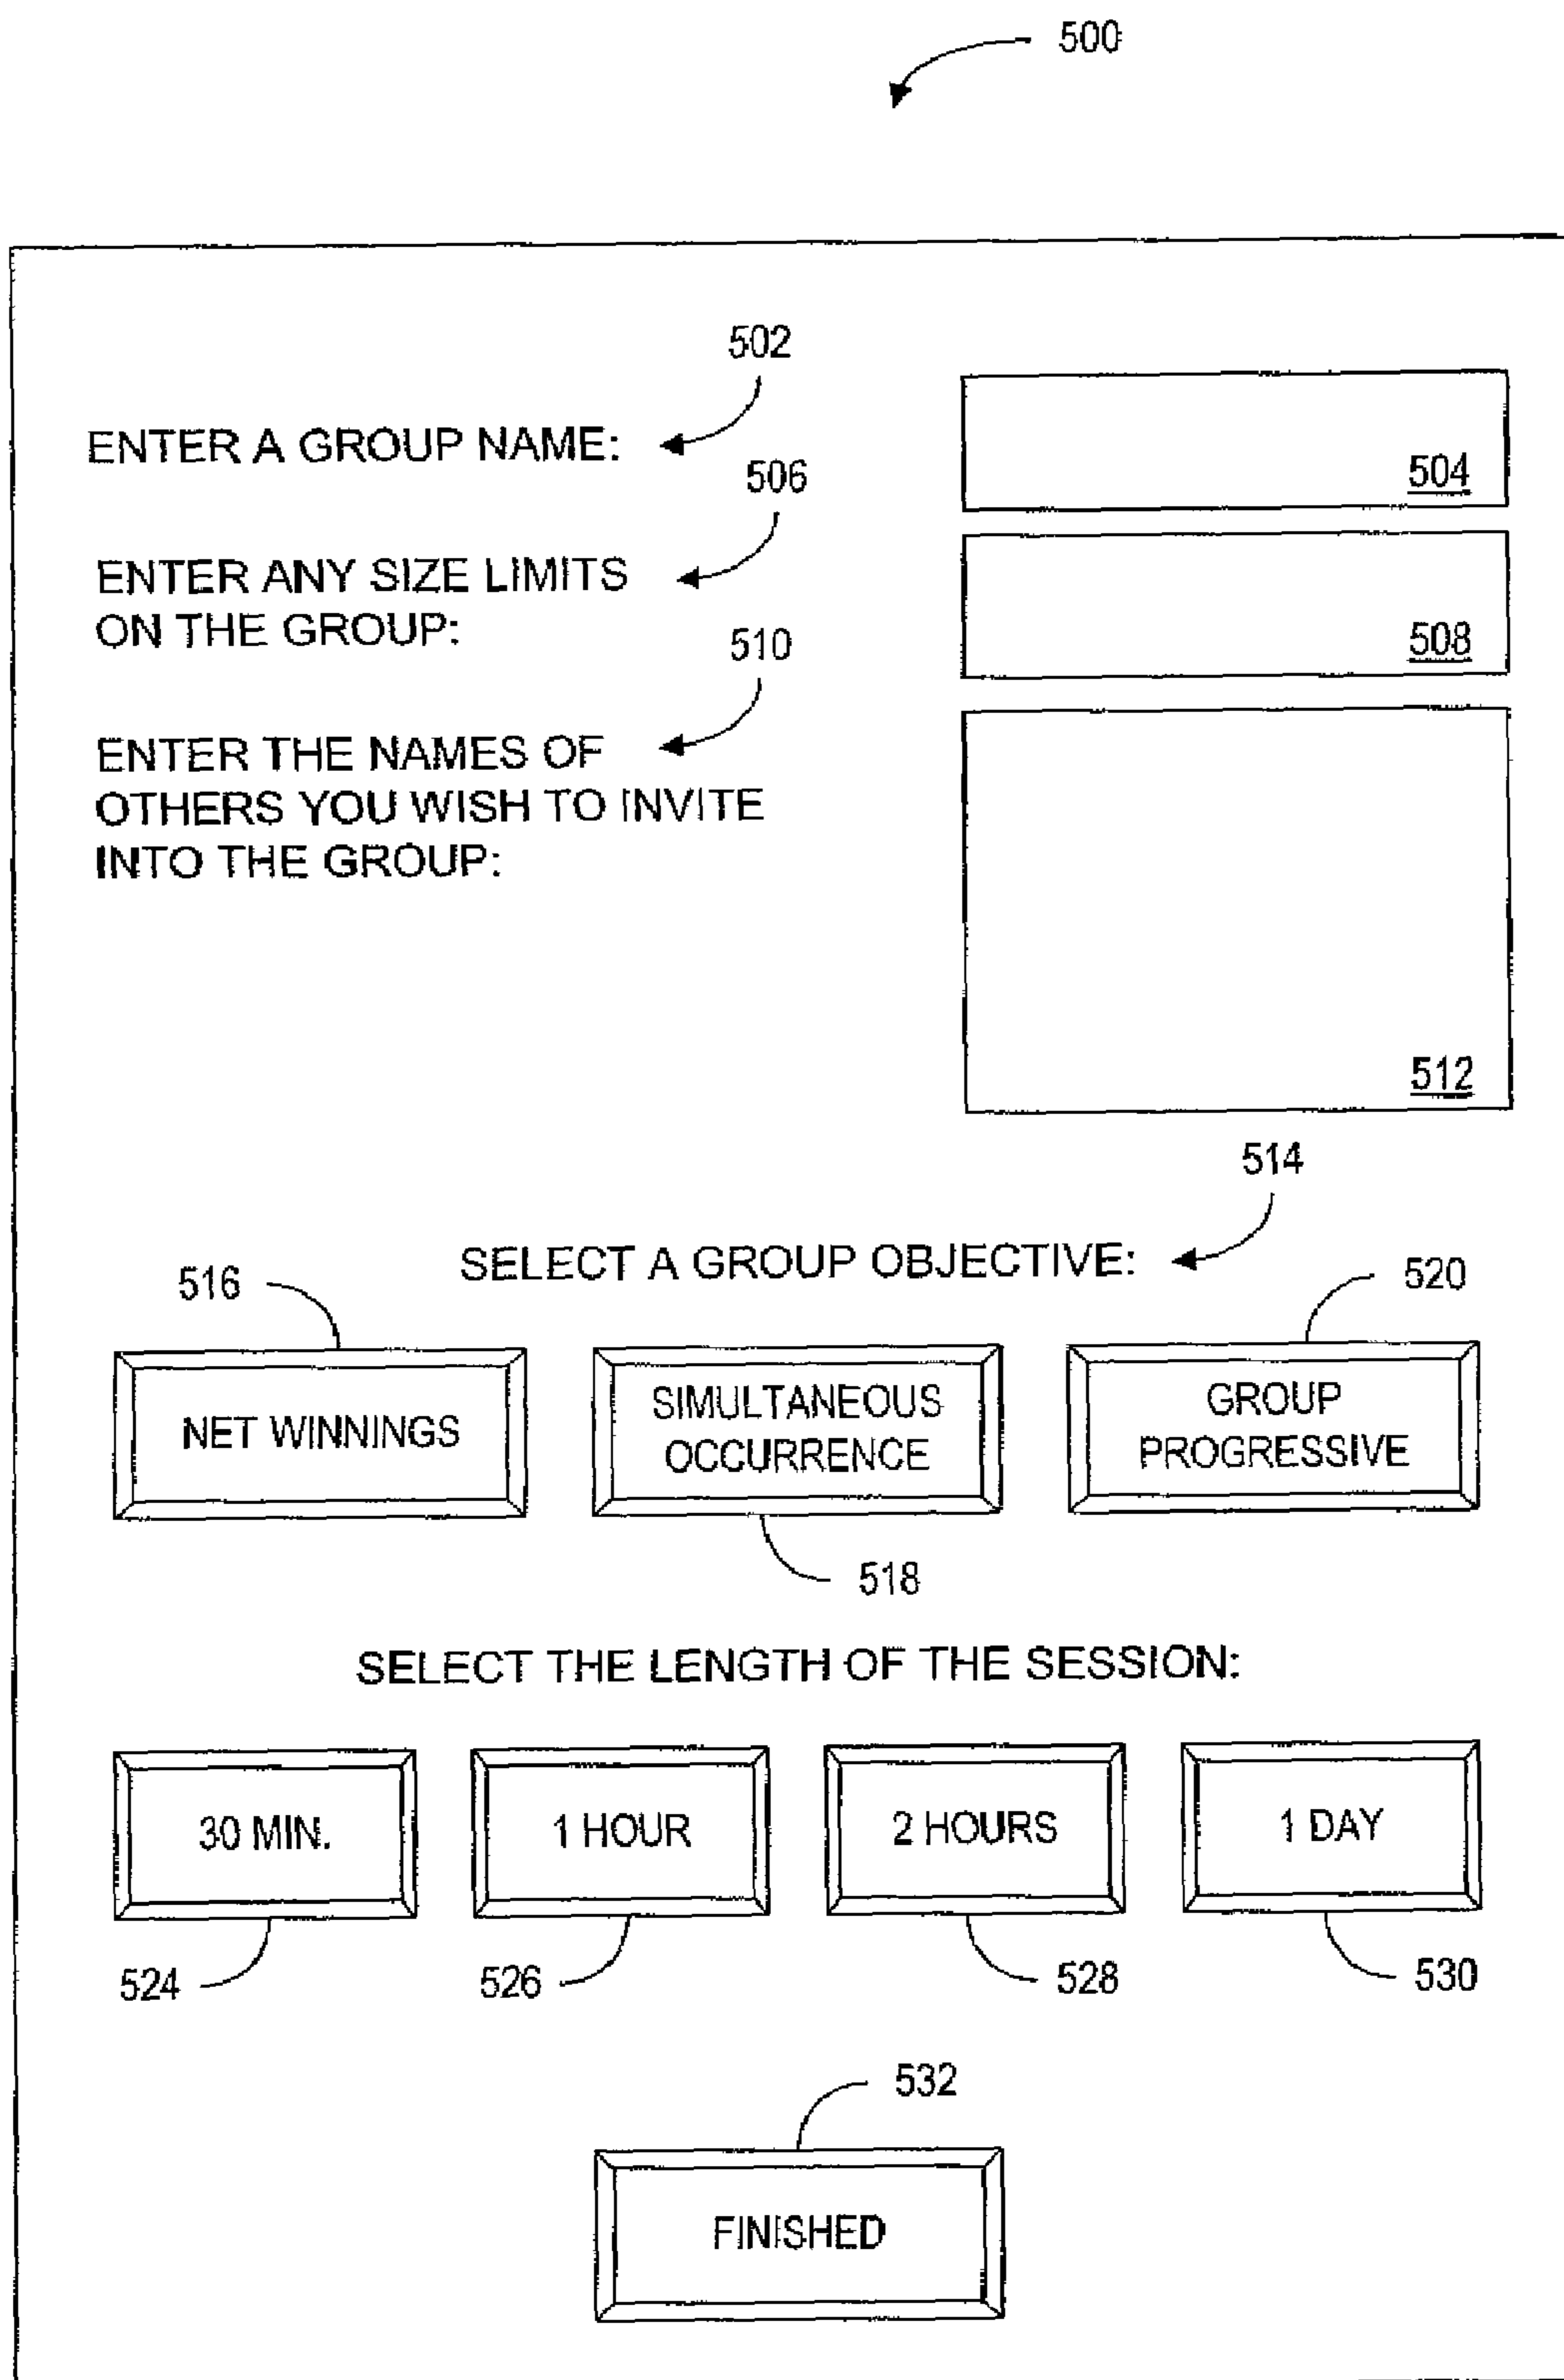 500
502
ENTER A GROUP NAME:
504
506
ENTER ANY SIZE LIMITS
ON THE GROUP:
508
510
ENTER THE NAMES OF
OTHERS YOU WISH TO INVITE
INTO THE GROUP:
512
514
SELECT A GROUP OBJECTIVE:
516
520
NET WINNINGS
SIMULTANEOUS
OCCURRENCE
GROUP
PROGRESSIVE
518
SELECT THE LENGTH OF THE SESSION:
30 MIN.
1 HOUR
2 HOURS
1 DAY
524
526
528
530
532
FINISHED